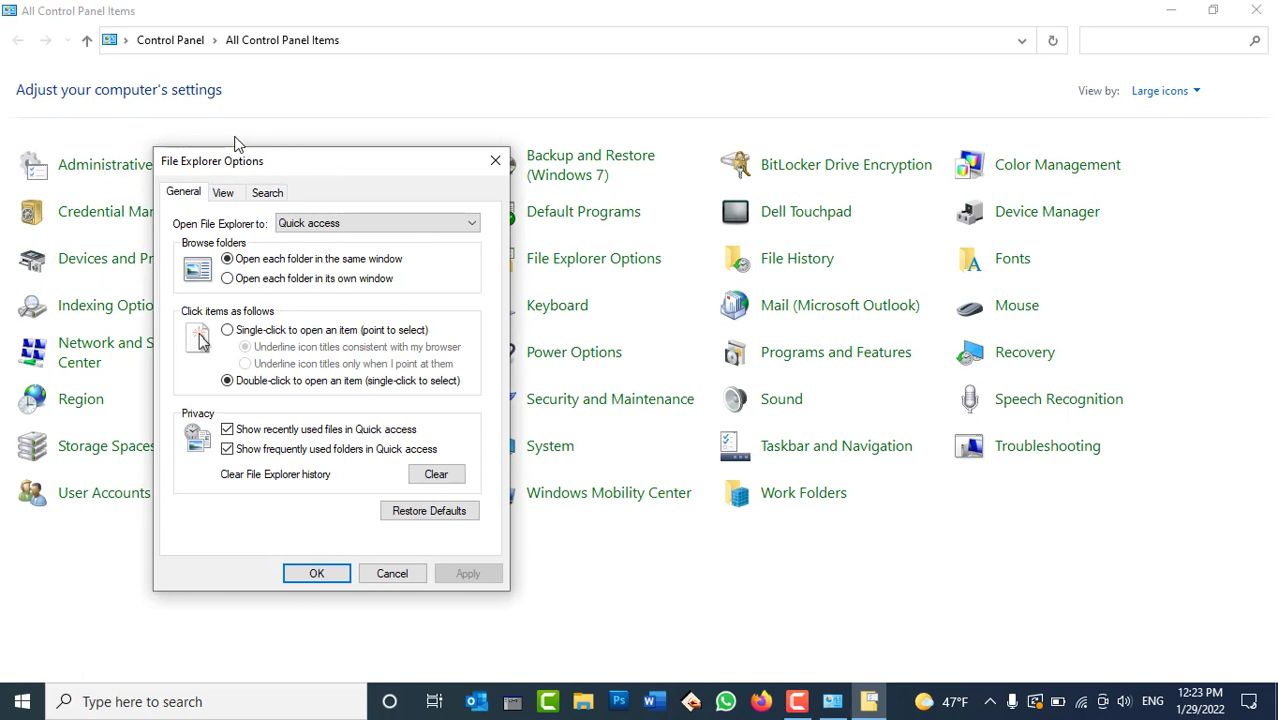 All Control Panel Items
Control Panel > All Control Panel Items
Adjust your computer's settings
View by: Large icons
Administrative
Backup and Restore
(Windows 7)
BitLocker Drive Encryption
Color Management
Default Programs
Dell Touchpad
Device Manager
Devices and Pr
File Explorer Options
File History
Fonts
Keyboard
Mail (Microsoft Outlook)
Mouse
Network and S
Center
Power Options
Programs and Features
Recovery
Region
Security and Maintenance
Sound
Speech Recognition
System
Taskbar and Navigation
Troubleshooting
User Accounts
Windows Mobility Center
Work Folders
Credential Mar
Indexing Optio
Storage Spaces
File Explorer Options
General View Search
Open File Explorer to: Quick access
Browse folders
Open each folder in the same window
Open each folder in its own window
Click items as follows
Single-click to open an item (point to select)
Underline icon titles consistent with my browser
Underline icon titles only when I point at them
Double-click to open an item (single-click to select)
Privacy
Show recently used files in Quick access
Show frequently used folders in Quick access
Clear File Explorer history Clear
Restore Defaults
OK Cancel Apply
Type here to search
47°F
ENG
12:23 PM
1/29/2022